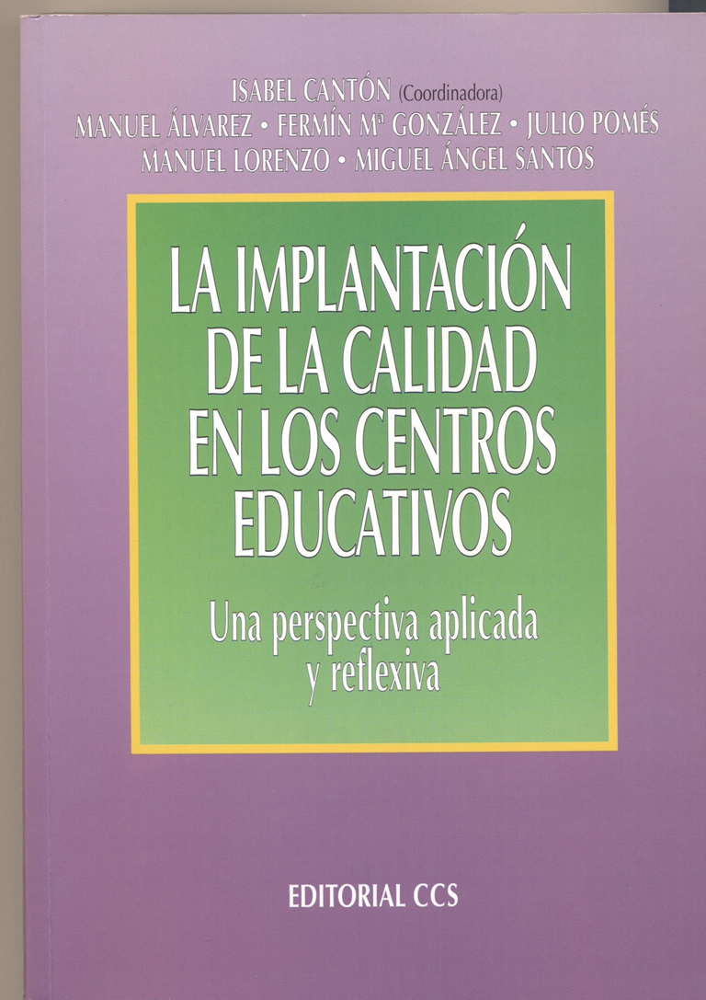 ISABEL CANTÓN (Coordinadora)
MANUEL ÁLVAREZ • FERMÍN Mª GONZÁLEZ • JULIO POMÉS
MANUEL LORENZO • MIGUEL ÁNGEL SANTOS
LA IMPLANTACIÓN
DE LA CALIDAD
EN LOS CENTROS
EDUCATIVOS
Una perspectiva aplicada
y reflexiva
EDITORIAL CCS